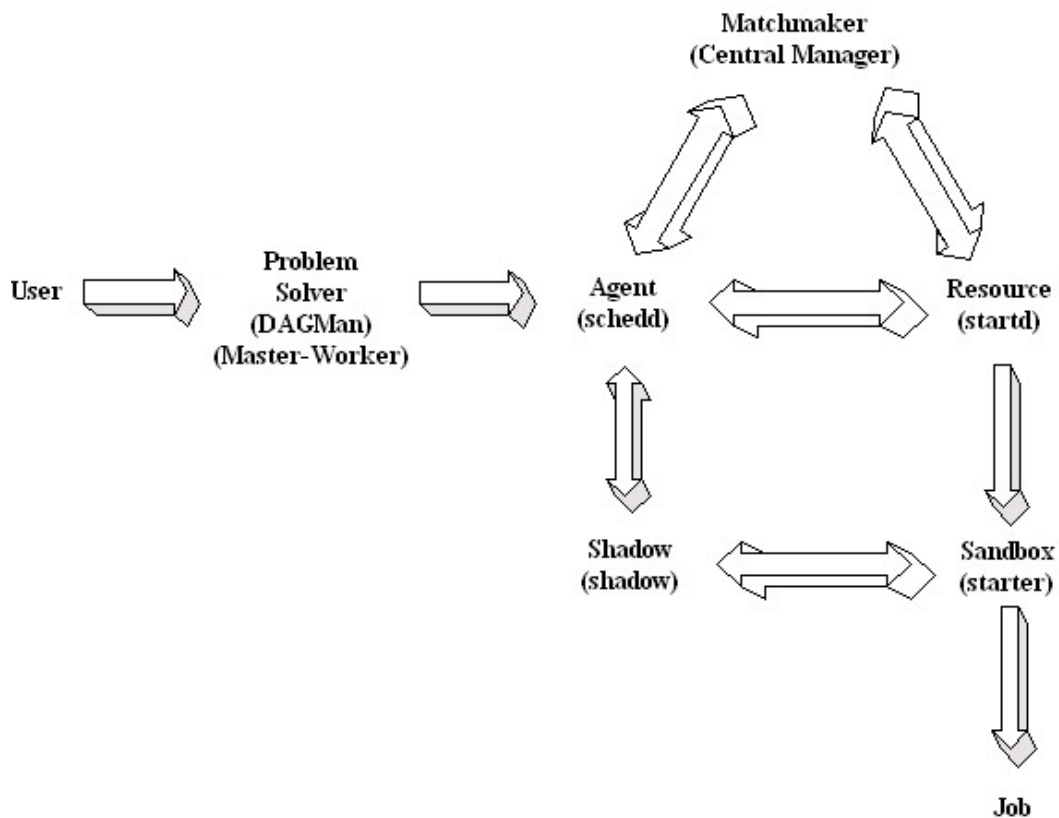 Matchmaker
(Central Manager)
User
Problem
Solver
(DAGMan)
(Master-Worker)
Agent
(schedd)
Resource
(startd)
Shadow
(shadow)
Sandbox
(starter)
Job